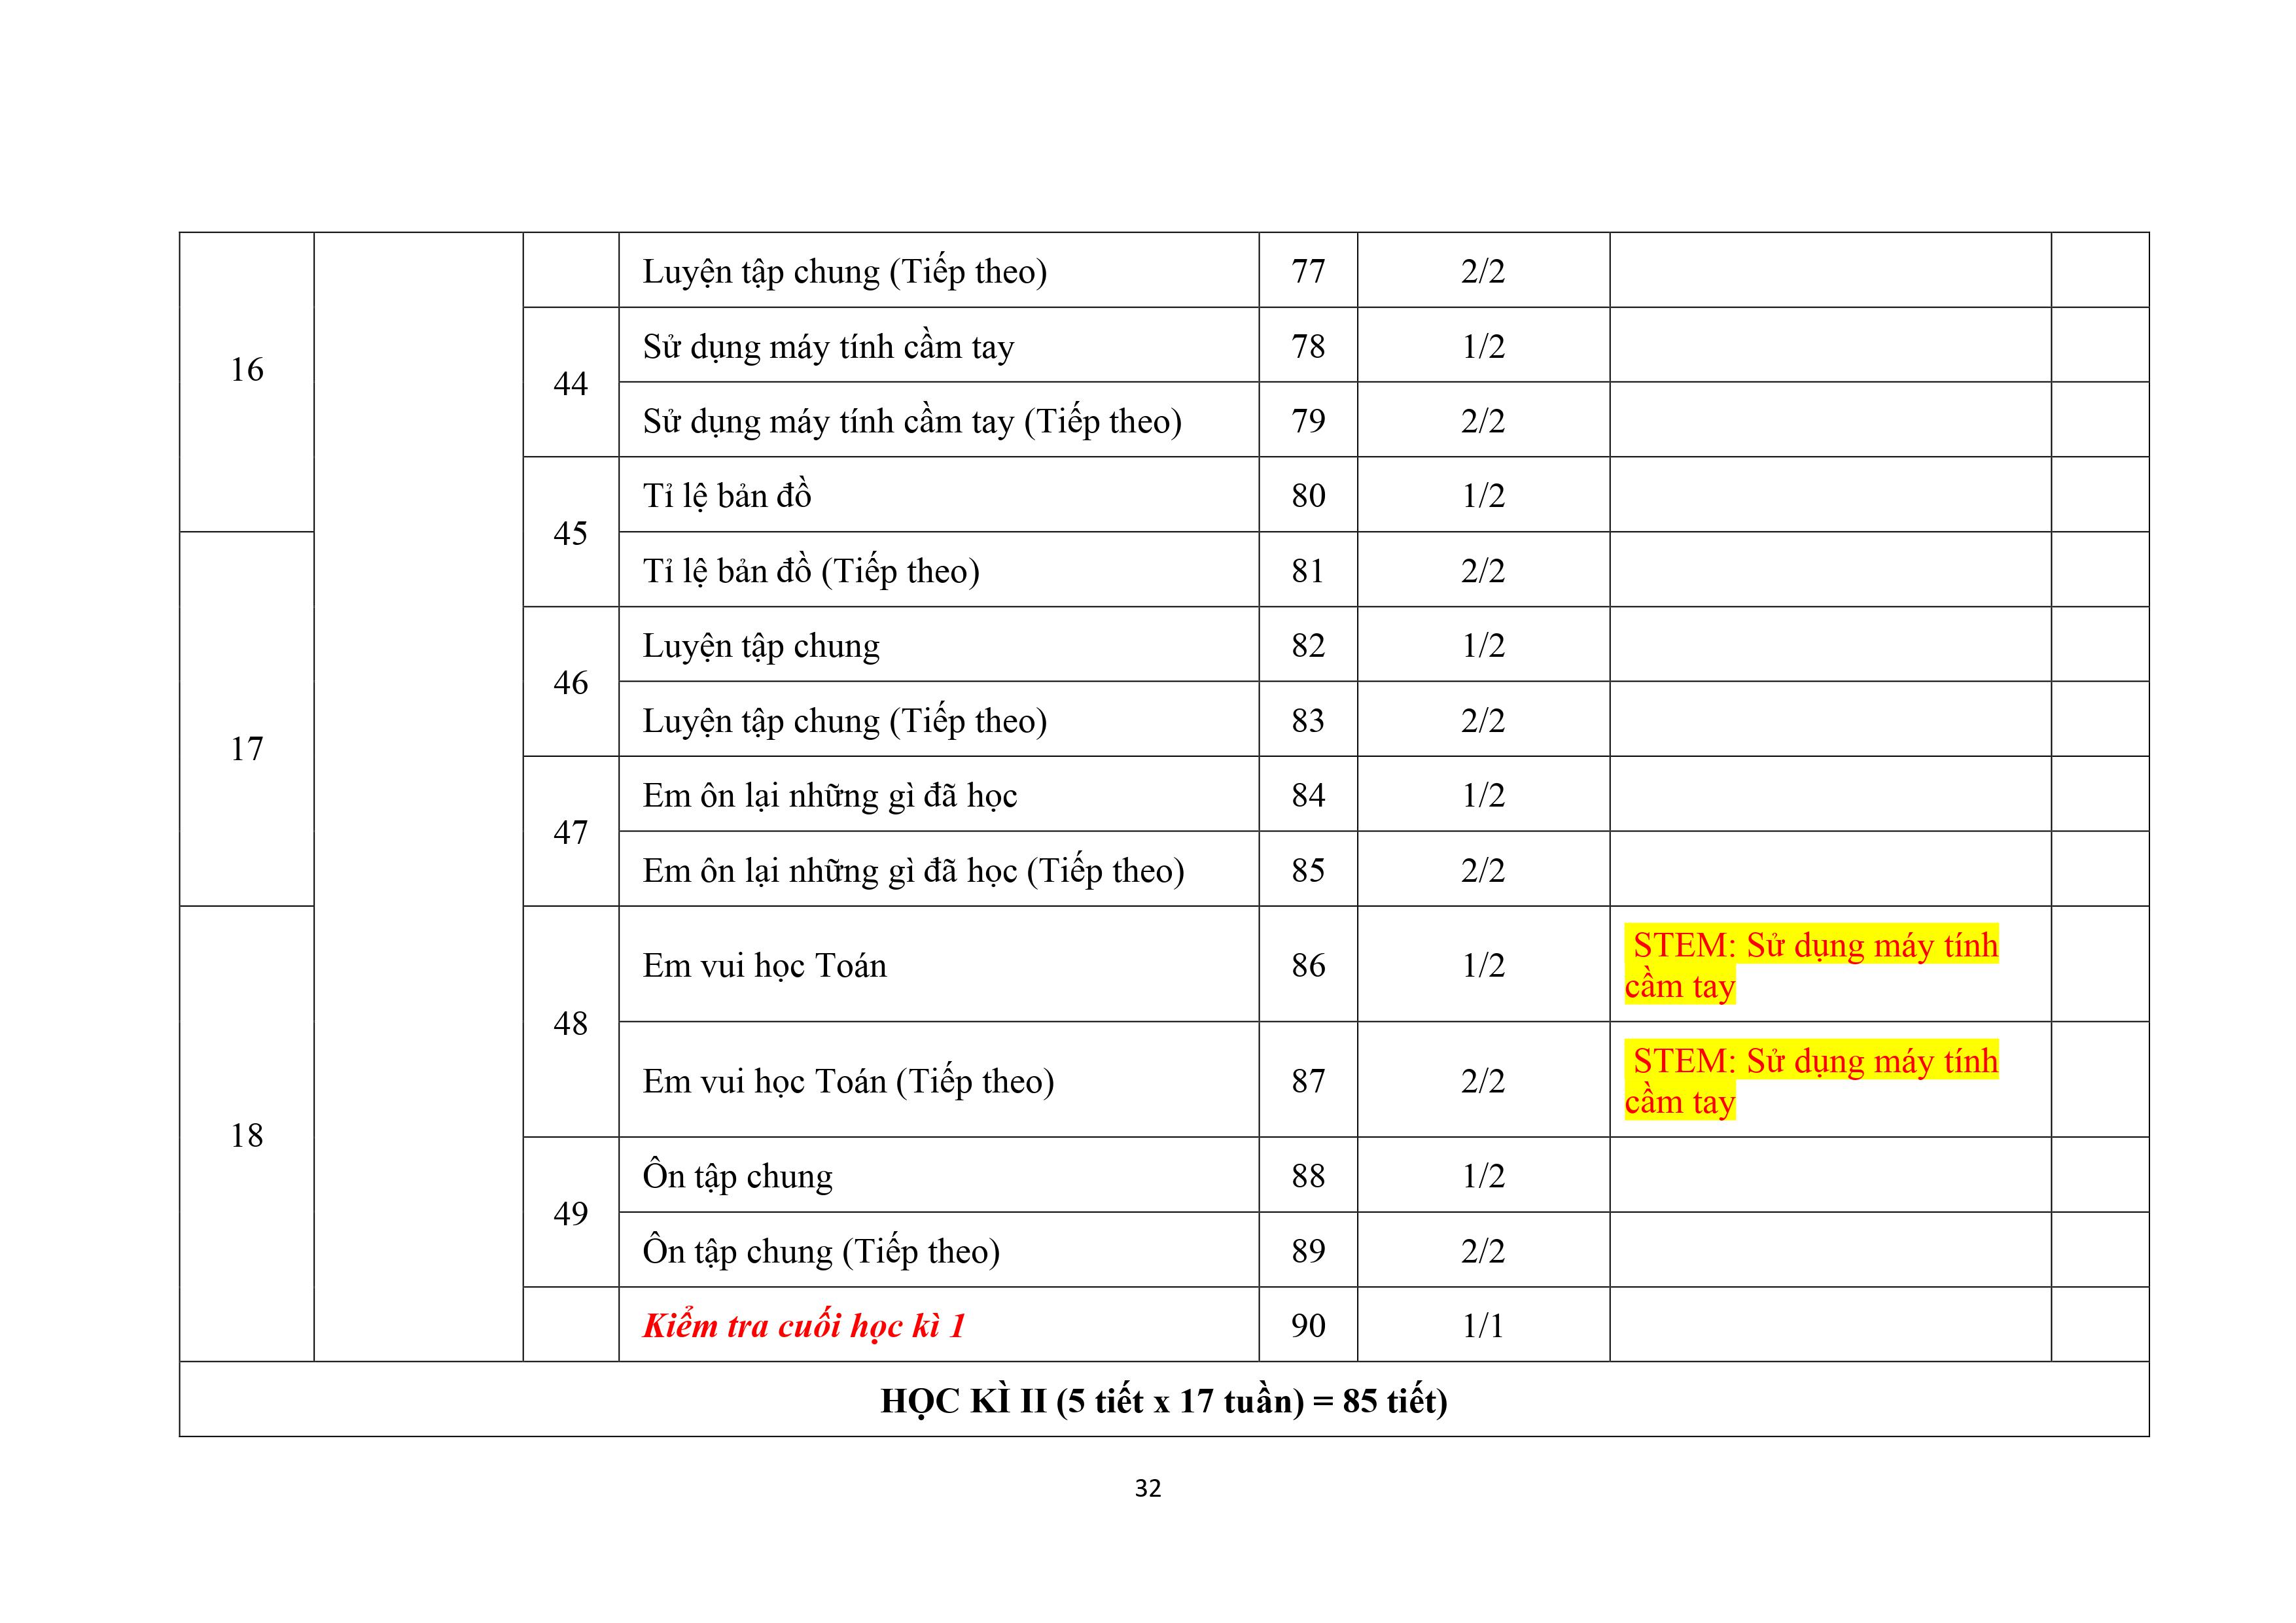 16
Luyện tập chung (Tiếp theo) 77 2/2
44
Sử dụng máy tính cầm tay 78 1/2
Sử dụng máy tính cầm tay (Tiếp theo) 79 2/2
45
Tỉ lệ bản đồ 80 1/2
17
Tỉ lệ bản đồ (Tiếp theo) 81 2/2
46
Luyện tập chung 82 1/2
Luyện tập chung (Tiếp theo) 83 2/2
47
Em ôn lại những gì đã học 84 1/2
Em ôn lại những gì đã học (Tiếp theo) 85 2/2
18
48
Em vui học Toán 86 1/2 STEM: Sử dụng máy tính
cầm tay
Em vui học Toán (Tiếp theo) 87 2/2 STEM: Sử dụng máy tính
cầm tay
49
Ôn tập chung 88 1/2
Ôn tập chung (Tiếp theo) 89 2/2
Kiểm tra cuối học kì 1 90 1/1
HỌC KÌ II (5 tiết x 17 tuần) = 85 tiết)
32